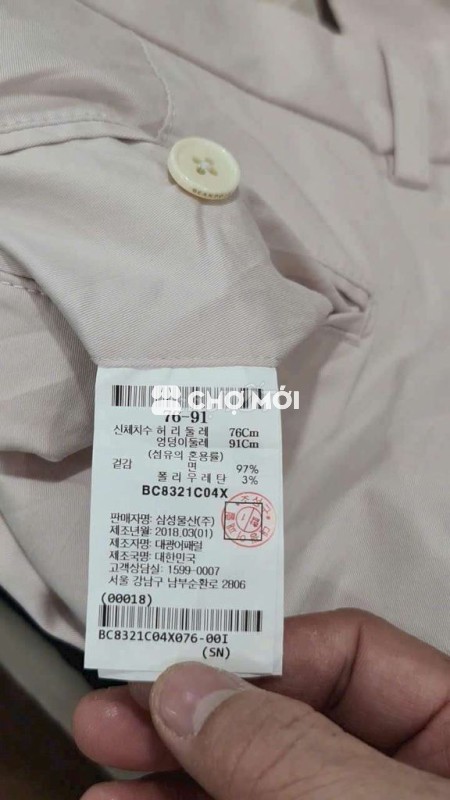 CHỢ MỚI
76-91
신체치수 허리둘레 76Cm
엉덩이둘레 91Cm
(섬유의 혼용률)
겉감 면 97%
폴리우레탄 3%
BC8321C04X
판매자명: 삼성물산(주)
제조년월: 2018.03(01)
제조자명: 대광어패럴
제조국명: 대한민국
고객상담실: 1599-0007
서울 강남구 남부순환로 2806
(00018)
BC8321C04X076-00I
(SN)